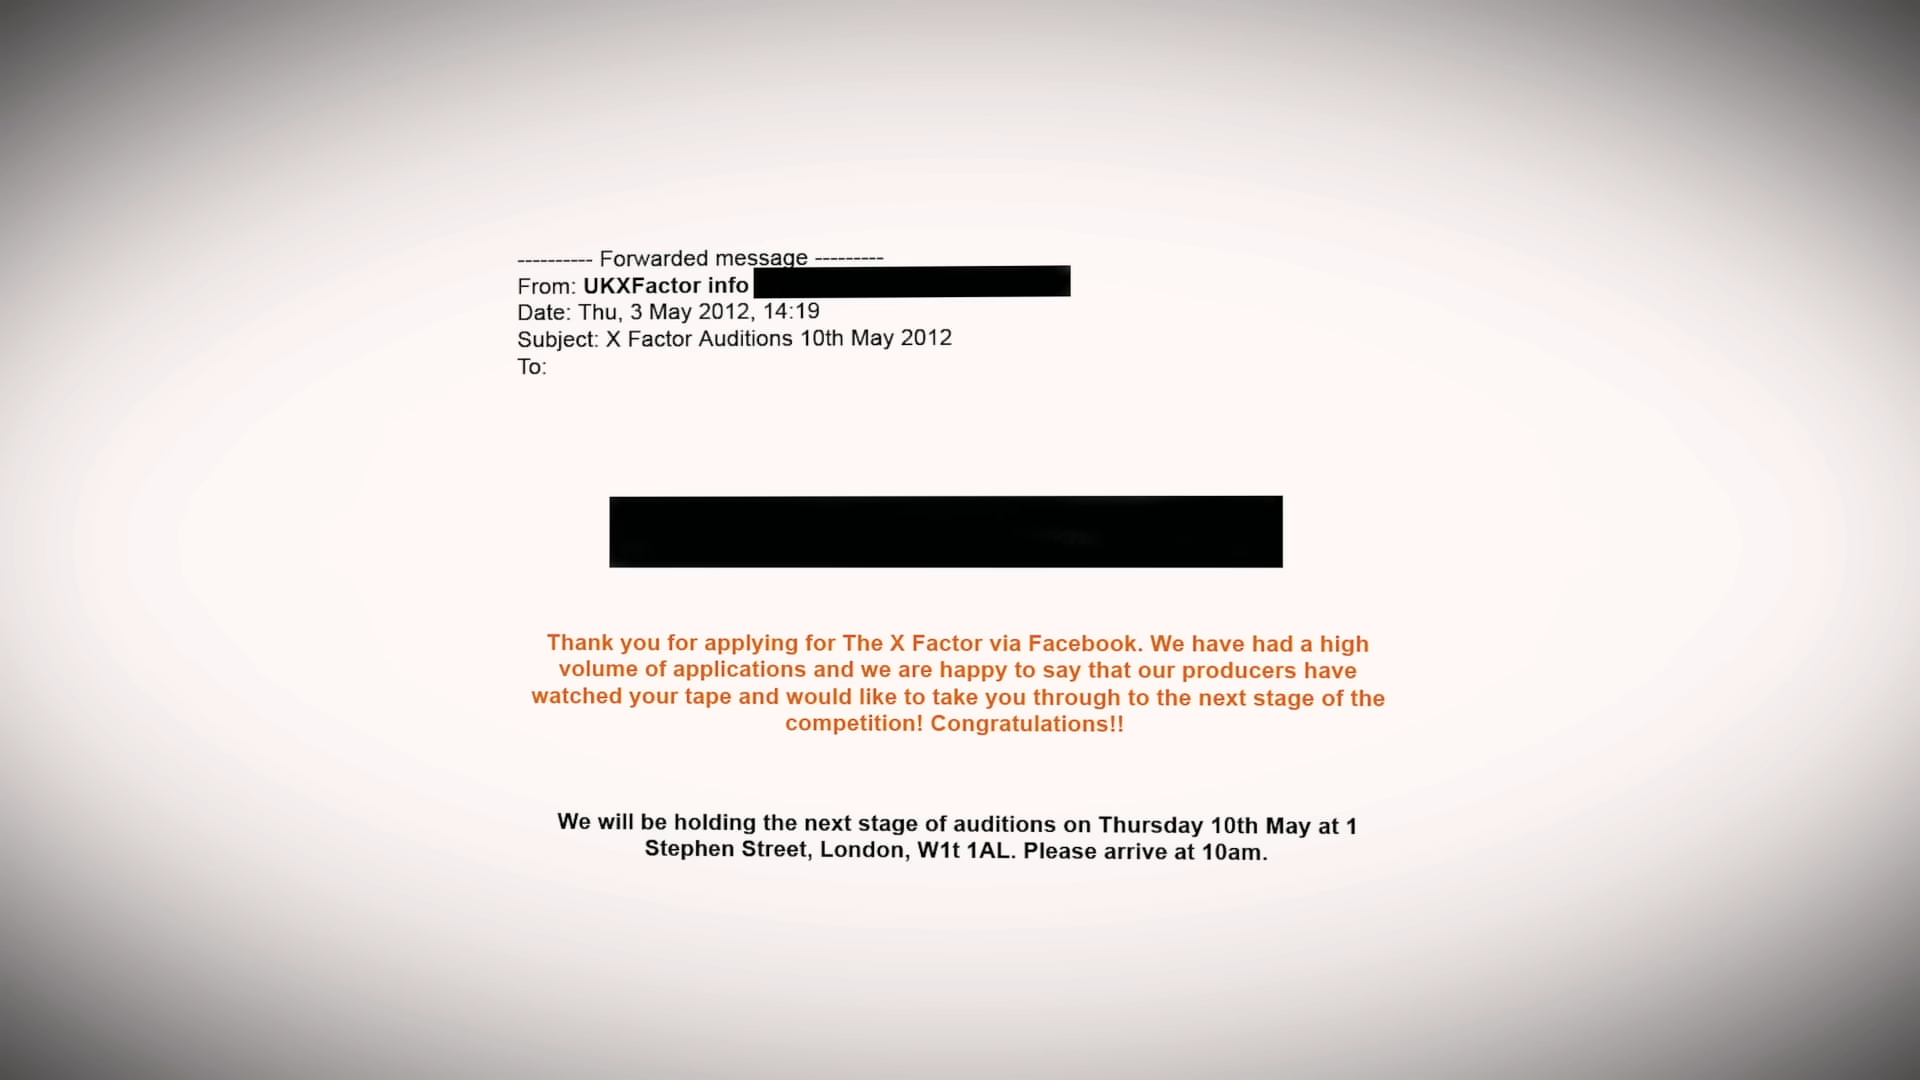 ---------- Forwarded message ---------
From: UKXFactor info
Date: Thu, 3 May 2012, 14:19
Subject: X Factor Auditions 10th May 2012
To:
Thank you for applying for The X Factor via Facebook. We have had a high
volume of applications and we are happy to say that our producers have
watched your tape and would like to take you through to the next stage of the
competition! Congratulations!!
We will be holding the next stage of auditions on Thursday 10th May at 1
Stephen Street, London, W1t 1AL. Please arrive at 10am.